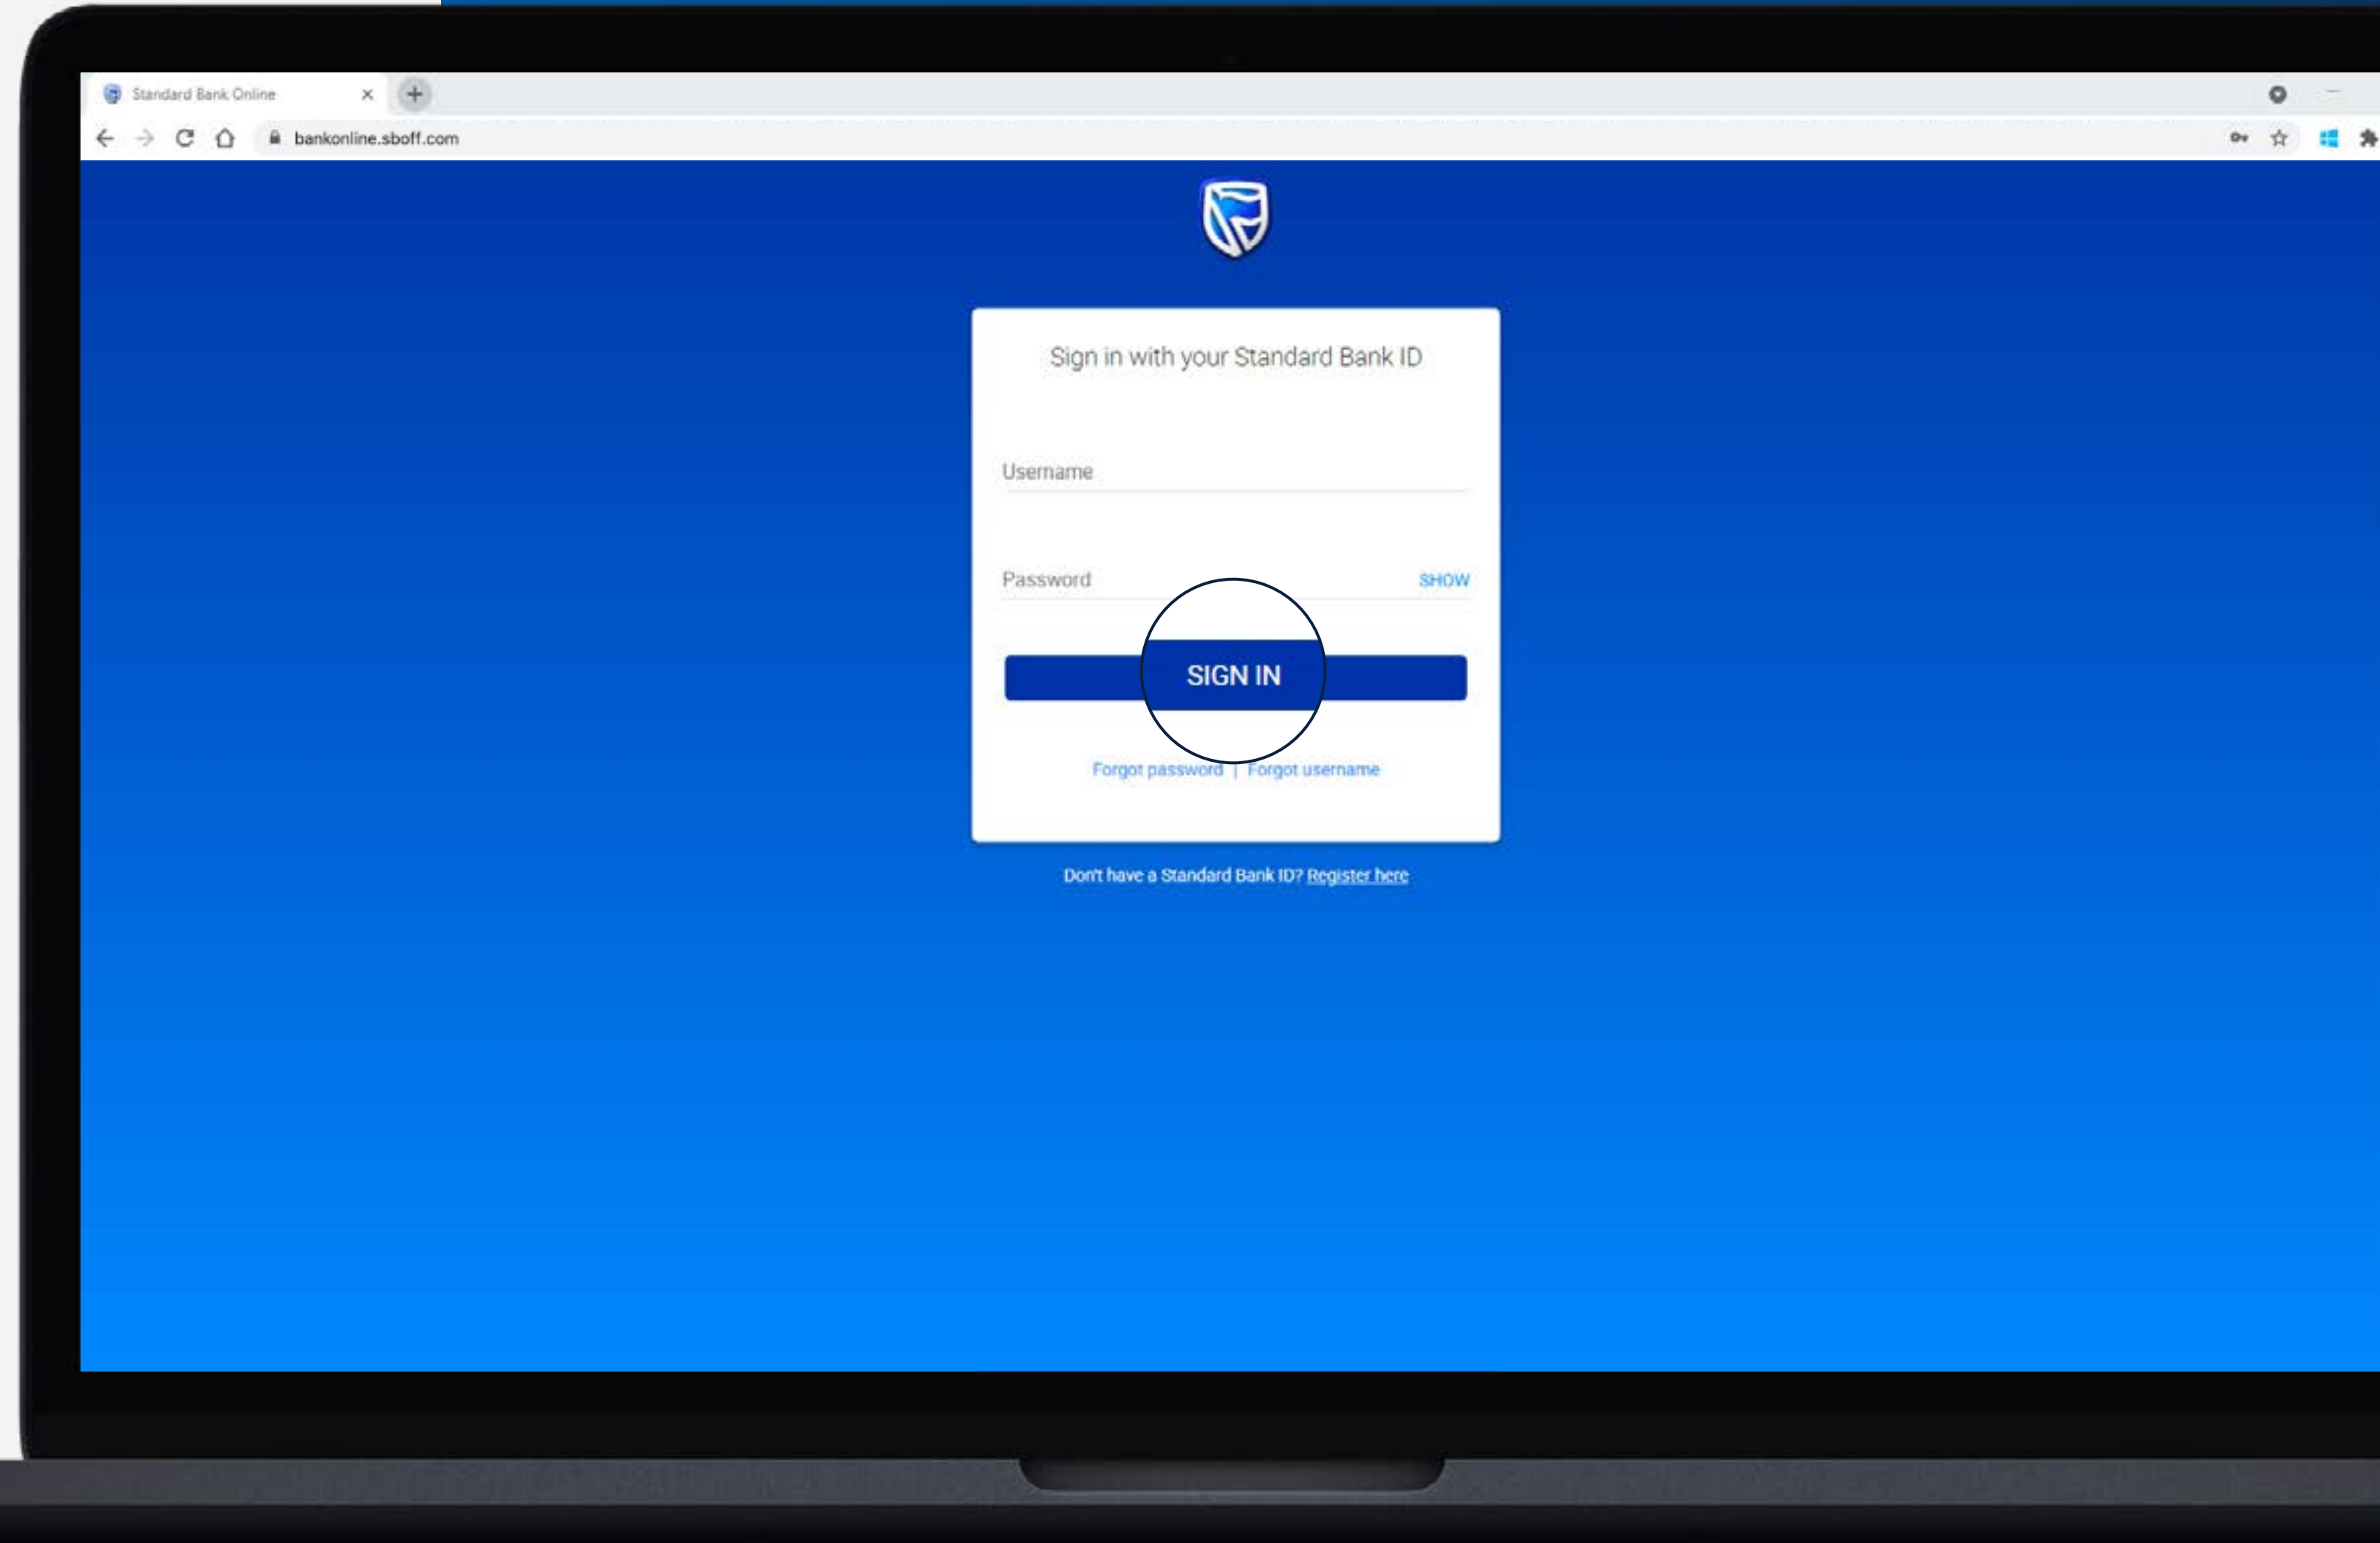 Standard Bank Online
bankonline.sboff.com
Sign in with your Standard Bank ID
Username
Password SHOW
SIGN IN
Forgot password | Forgot username
Don't have a Standard Bank ID? Register here